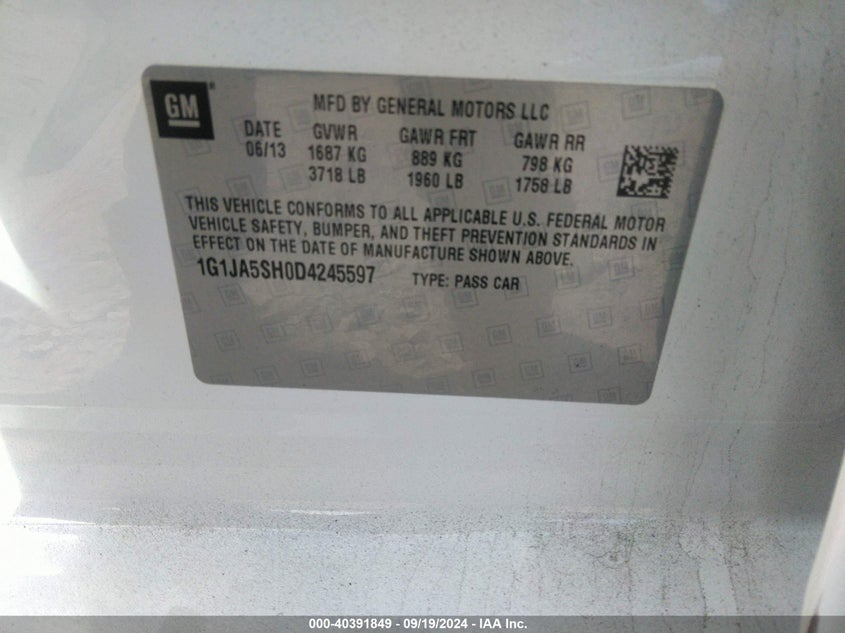 GM®
MFD BY GENERAL MOTORS LLC
DATE GVWR GAWR FRT GAWR RR
06/13 1687 KG 889 KG 798 KG
3718 LB 1960 LB 1758 LB
THIS VEHICLE CONFORMS TO ALL APPLICABLE U.S. FEDERAL MOTOR
VEHICLE SAFETY, BUMPER, AND THEFT PREVENTION STANDARDS IN
EFFECT ON THE DATE OF MANUFACTURE SHOWN ABOVE.
1G1JA5SH0D4245597 TYPE: PASS CAR
000-40391849 - 09/19/2024 - IAA Inc.